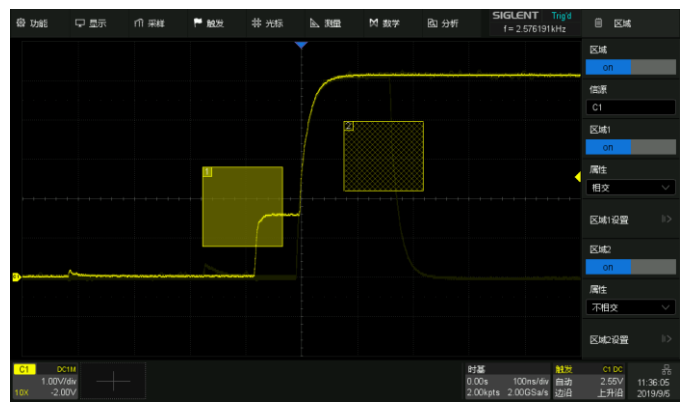 功能 显示 采样 触发 光标 测量 数学 分析 SIGLENT Trig'd 区域
f = 2.576191kHz
区域
on
信源
C1
区域1
on
属性
相交
区域1设置
区域2
on
属性
不相交
区域2设置
1
2
C1 DC1M
1.00V/div
10X -2.00V
时基
0.00s 100ns/div
2.00kpts 2.00GSa/s
触发 C1 DC
自动 2.55V
边沿 上升沿
11:36:05
2019/9/5